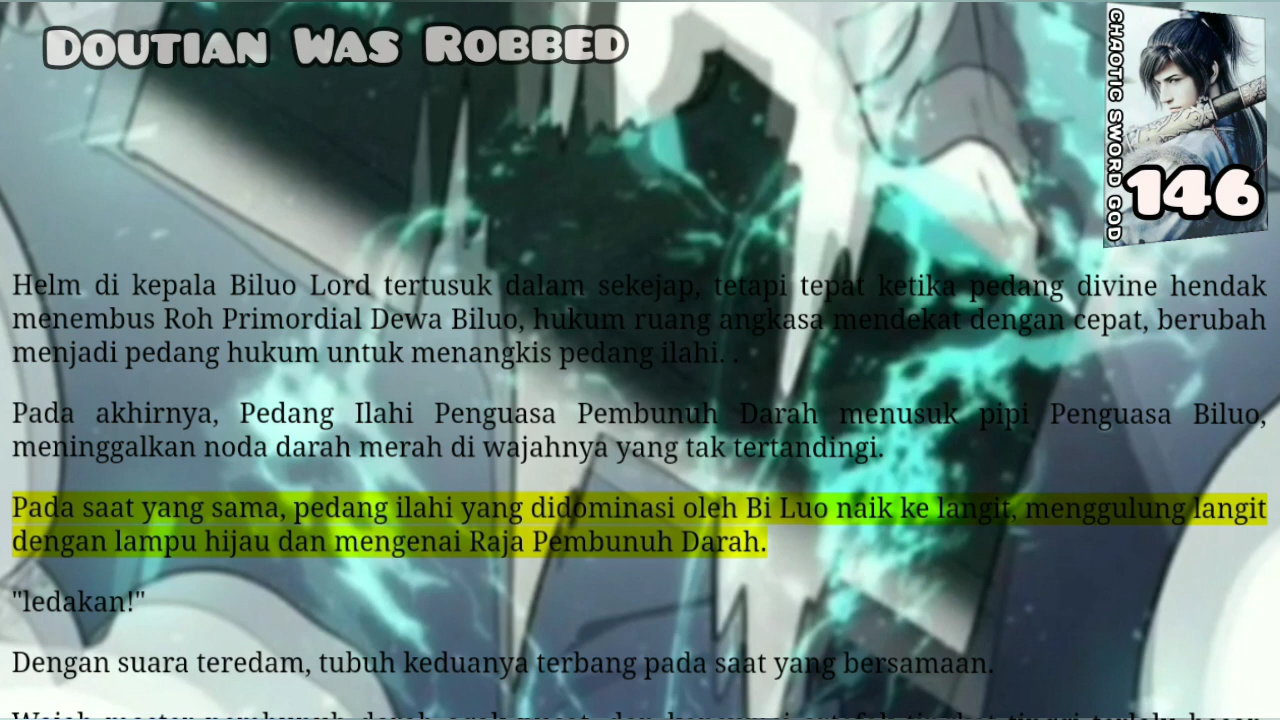 DOUTIAN WAS ROBBED
CHAOTIC SWORD GOD
146
Helm di kepala Biluo Lord tertusuk dalam sekejap, tetapi tepat ketika pedang divine hendak
menembus Roh Primordial Dewa Biluo, hukum ruang angkasa mendekat dengan cepat, berubah
menjadi pedang hukum untuk menangkis pedang ilahi. .
Pada akhirnya, Pedang Ilahi Penguasa Pembunuh Darah menusuk pipi Penguasa Biluo,
meninggalkan noda darah merah di wajahnya yang tak tertandingi.
Pada saat yang sama, pedang ilahi yang didominasi oleh Bi Luo naik ke langit, menggulung langit
dengan lampu hijau dan mengenai Raja Pembunuh Darah.
"ledakan!"
Dengan suara teredam, tubuh keduanya terbang pada saat yang bersamaan.